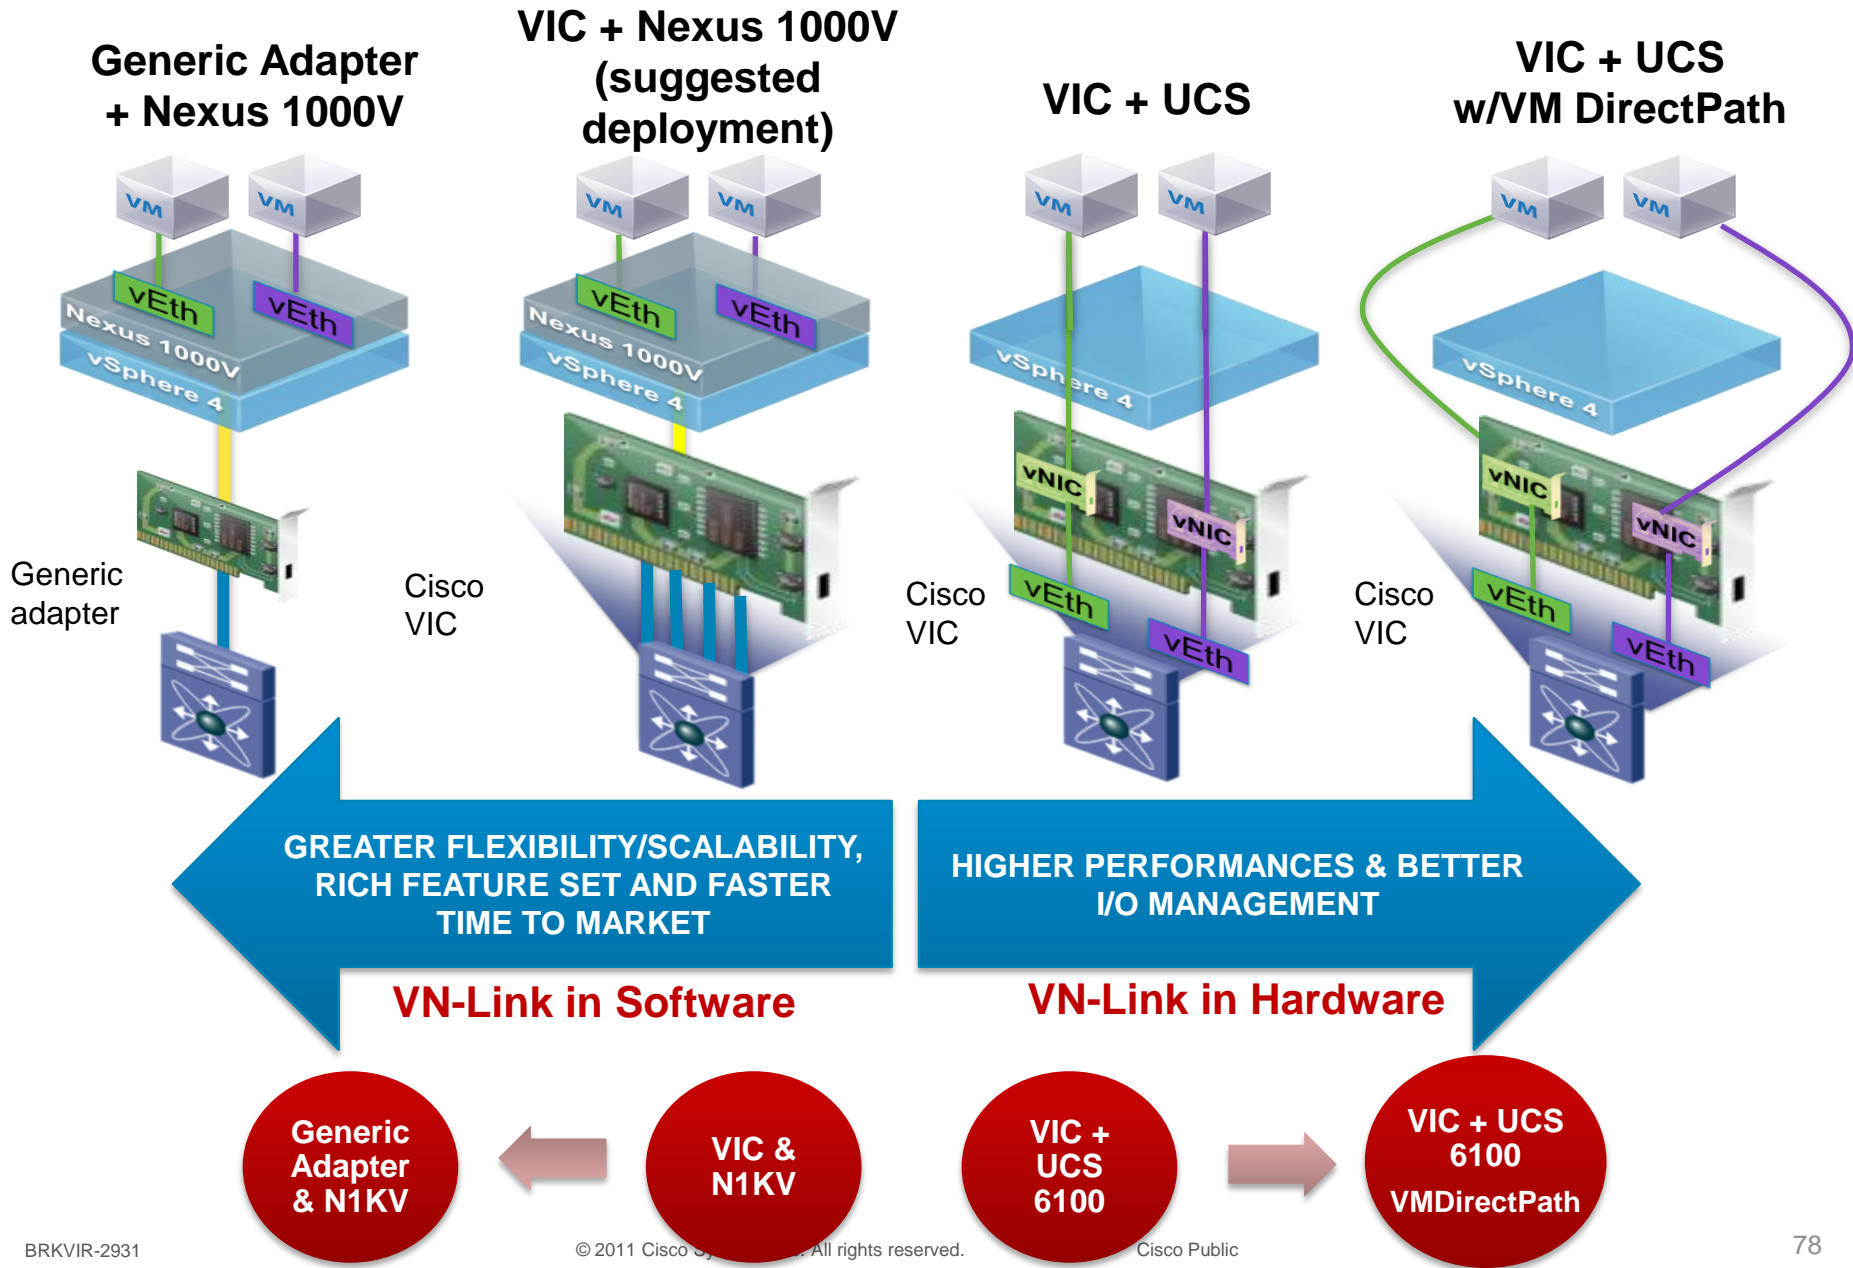 Generic Adapter
+ Nexus 1000V
VIC + Nexus 1000V
(suggested
deployment)
VIC + UCS
VIC + UCS
w/VM DirectPath
VM
VM
vEth
vEth
Nexus 1000V
vSphere 4
Generic
adapter
VM
VM
vEth
vEth
Nexus 1000V
vSphere 4
Cisco
VIC
VM
VM
vSphere 4
vNIC
vNIC
Cisco
VIC
vEth
vEth
VM
VM
vSphere 4
vNIC
vNIC
Cisco
VIC
vEth
vEth
GREATER FLEXIBILITY/SCALABILITY,
RICH FEATURE SET AND FASTER
TIME TO MARKET
HIGHER PERFORMANCES & BETTER
I/O MANAGEMENT
VN-Link in Software
VN-Link in Hardware
Generic
Adapter
& N1KV
VIC &
N1KV
VIC +
UCS
6100
VIC + UCS
6100
VMDirectPath
BRKVIR-2931
© 2011 Cisco All rights reserved.
Cisco Public
78